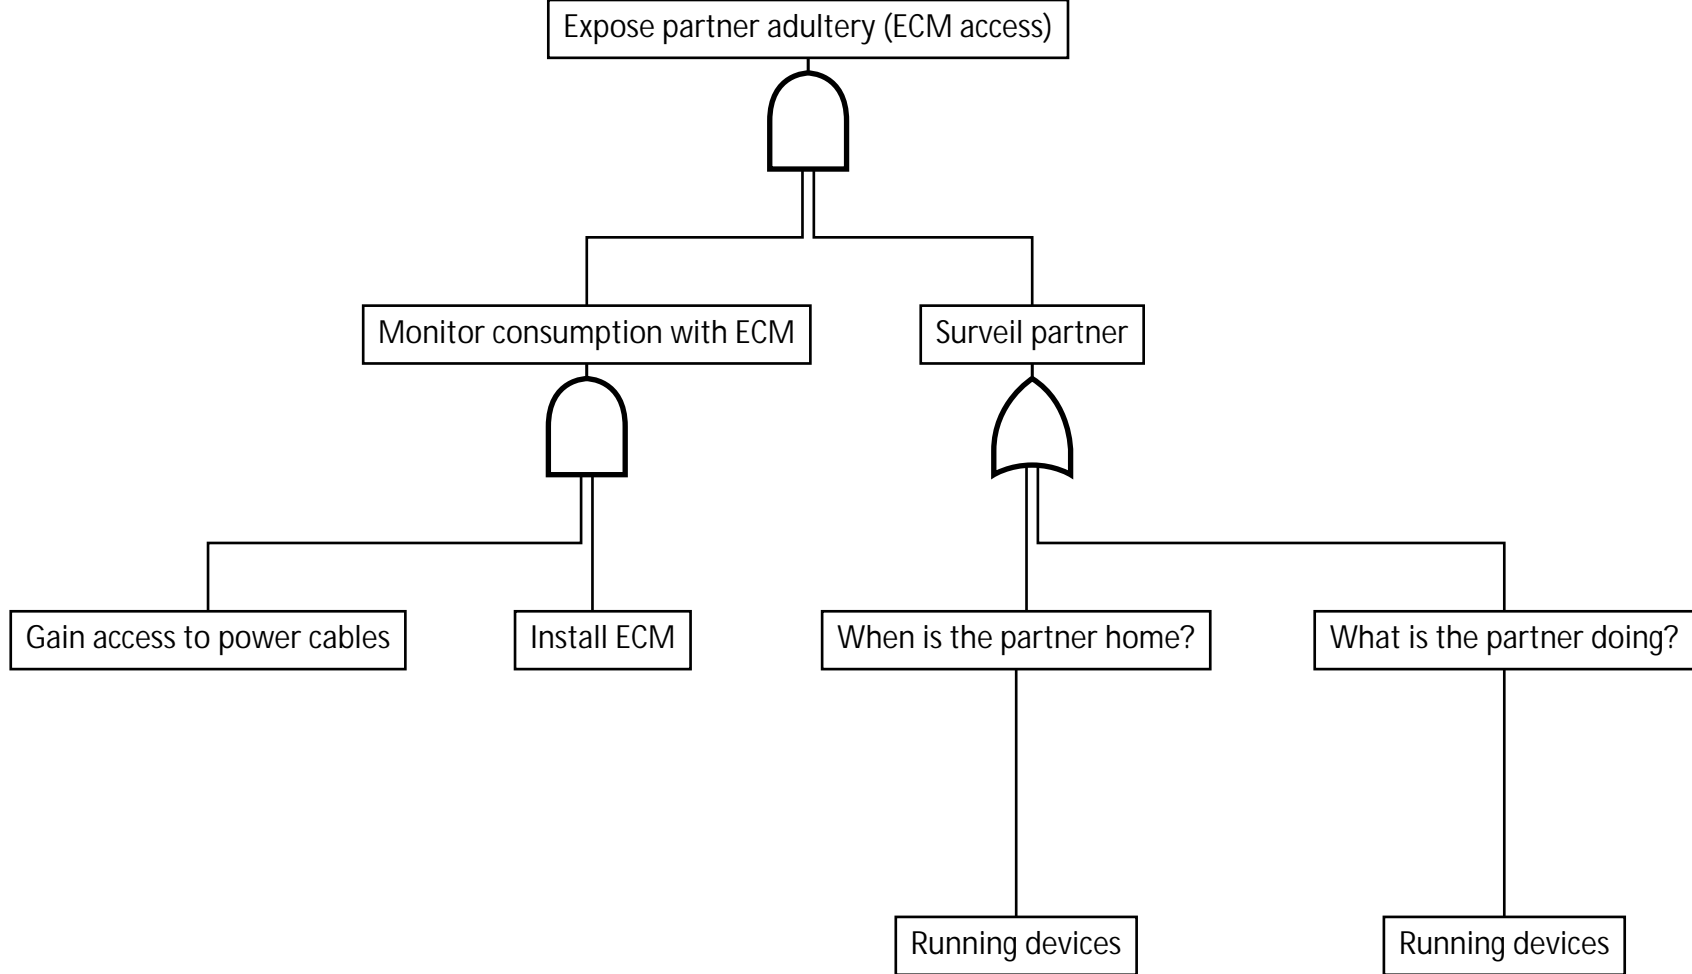 Expose partner adultery (ECM access)
Monitor consumption with ECM
Surveil partner
Gain access to power cables
Install ECM
When is the partner home?
What is the partner doing?
Running devices
Running devices